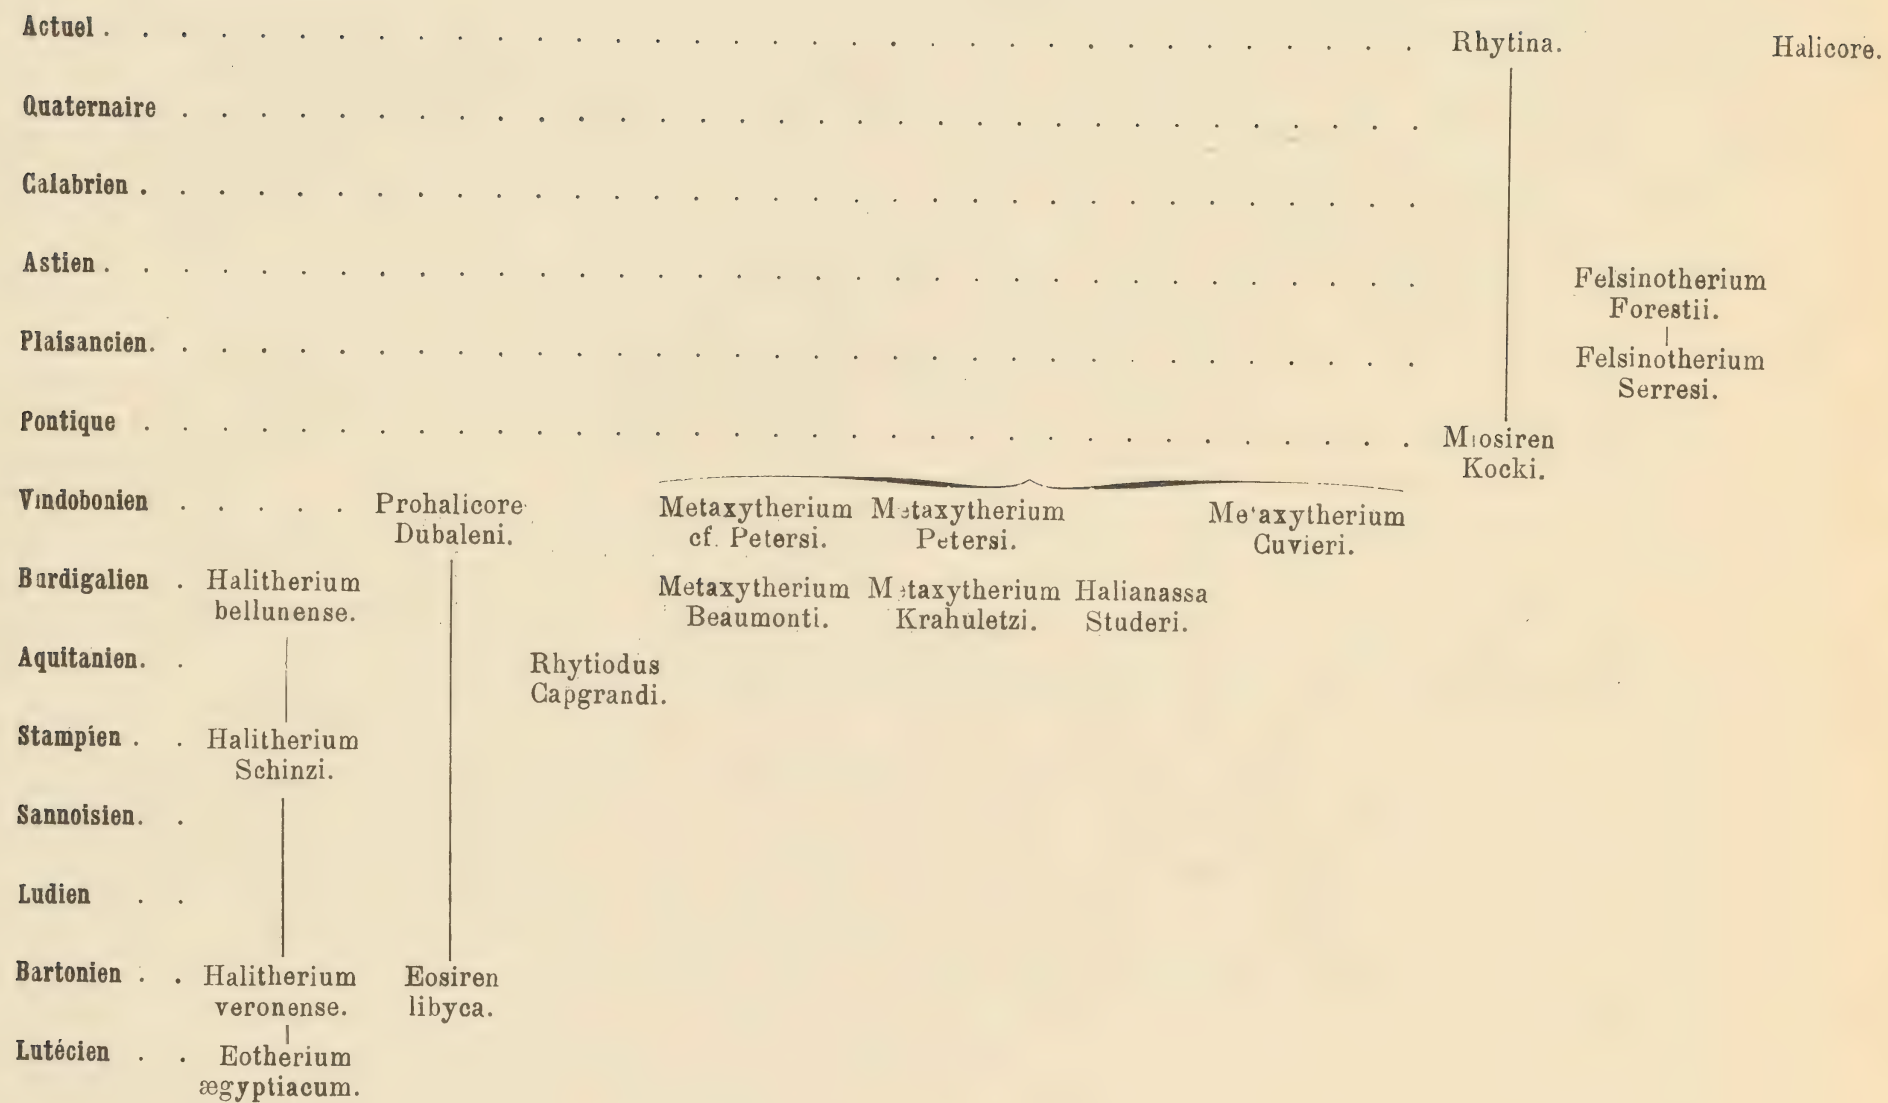 Actuel . . . Rhytina. Halicore.
Quaternaire
Calabrien .
Astien . Felsinotherium
Forestii.
Plaisancien. Felsinotherium
Serresi.
Pontique . Miosiren
Kocki.
Vindobonien . . . . . Prohalicore Metaxytherium Metaxytherium Metaxytherium
Dubaleni. cf. Petersi. Petersi. Cuvieri.
Burdigalien . Halitherium Metaxytherium Metaxytherium Halianassa
bellunense. Beaumonti. Krahuletzi. Studeri.
Aquitanien. . Rhytiodus
Capgrandi.
Stampien . . Halitherium
Schinzi.
Sannoisien. .
Ludien . .
Bartonien . . Halitherium Eosiren
veronense. libyca.
Lutécien . . Eotherium
ægyptiacum.